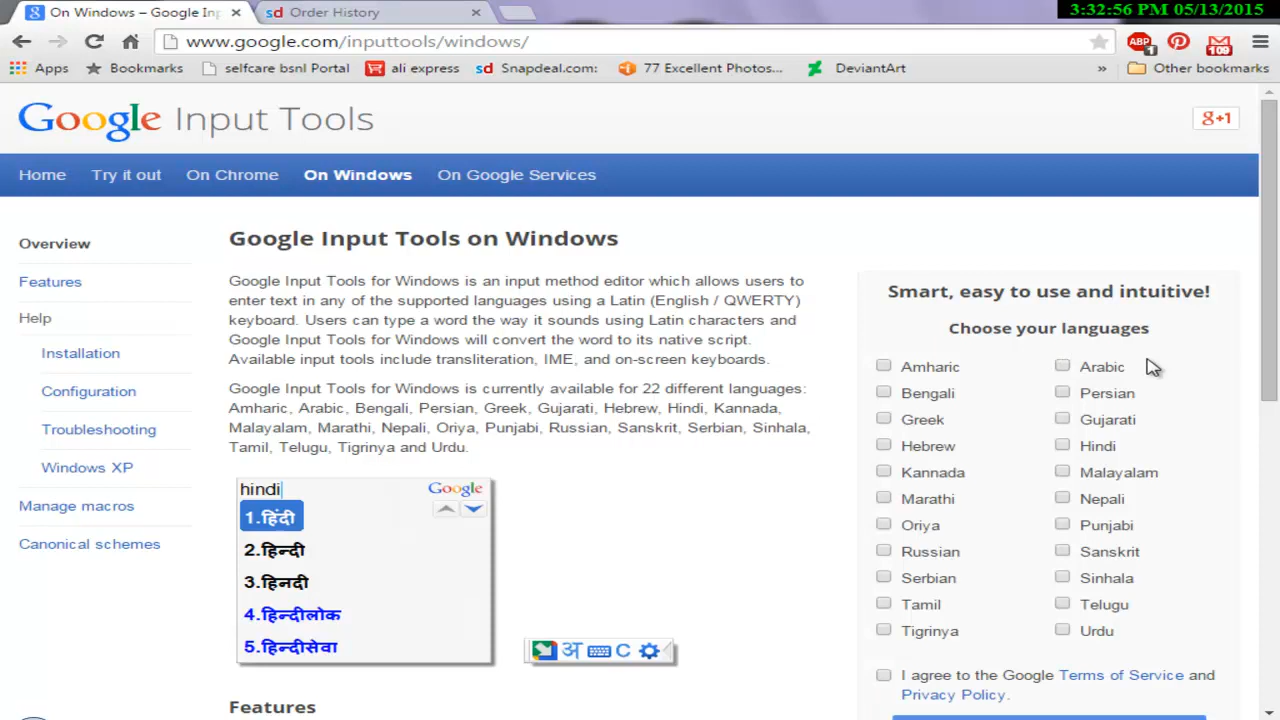 On Windows – Google Inp
sd Order History
3:32:56 PM 05/13/2015
www.google.com/inputtools/windows/
ABP 1
109
Apps
Bookmarks
selfcare bsnl Portal
ali express
sd Snapdeal.com:
77 Excellent Photos...
DeviantArt
»
Other bookmarks
Google Input Tools
g+1
Home
Try it out
On Chrome
On Windows
On Google Services
Overview
Features
Help
Installation
Configuration
Troubleshooting
Windows XP
Manage macros
Canonical schemes
Google Input Tools on Windows
Google Input Tools for Windows is an input method editor which allows users to
enter text in any of the supported languages using a Latin (English / QWERTY)
keyboard. Users can type a word the way it sounds using Latin characters and
Google Input Tools for Windows will convert the word to its native script.
Available input tools include transliteration, IME, and on-screen keyboards.
Google Input Tools for Windows is currently available for 22 different languages:
Amharic, Arabic, Bengali, Persian, Greek, Gujarati, Hebrew, Hindi, Kannada,
Malayalam, Marathi, Nepali, Oriya, Punjabi, Russian, Sanskrit, Serbian, Sinhala,
Tamil, Telugu, Tigrinya and Urdu.
hindi
Google
1.हिंदी
2.हिन्दी
3.हिनदी
4.हिन्दीलोक
5.हिन्दीसेवा
अ C
Features
Smart, easy to use and intuitive!
Choose your languages
Amharic Arabic
Bengali Persian
Greek Gujarati
Hebrew Hindi
Kannada Malayalam
Marathi Nepali
Oriya Punjabi
Russian Sanskrit
Serbian Sinhala
Tamil Telugu
Tigrinya Urdu
I agree to the Google Terms of Service and
Privacy Policy.